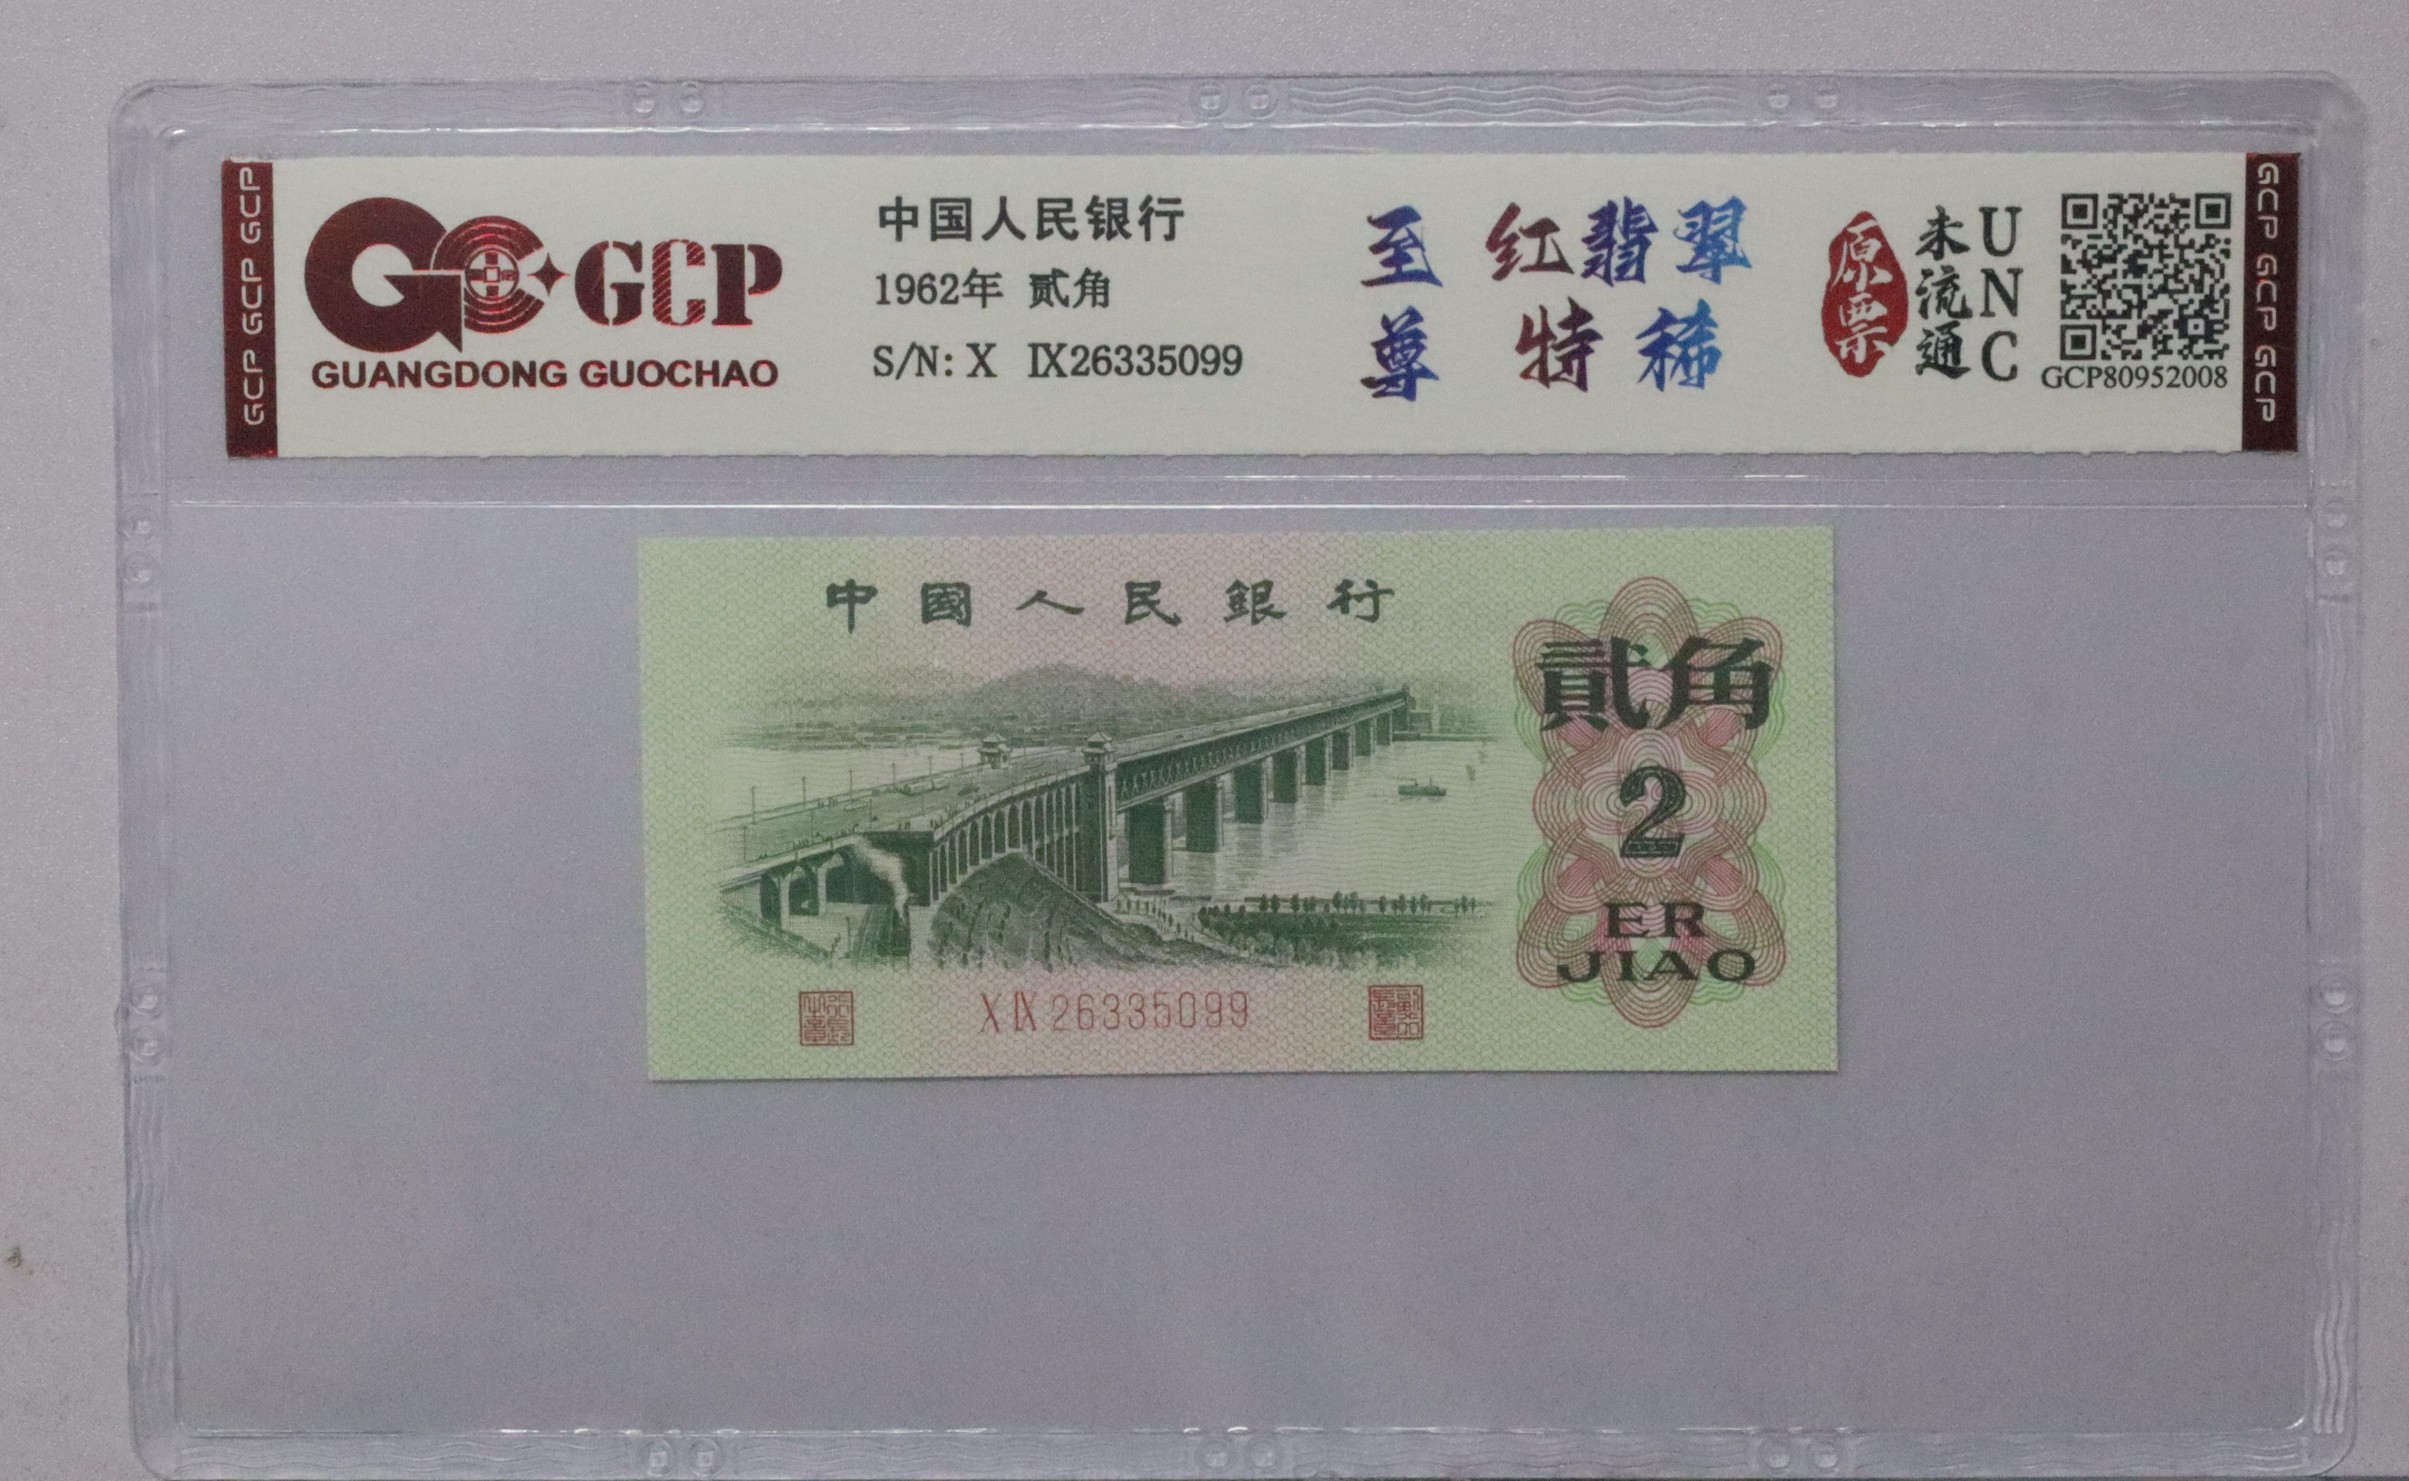 GCP GCP GCP
GCP
GUANGDONG GUOCHAO
中国人民银行
1962年 贰角
S/N: X Ⅸ26335099
至尊
红翡翠
特稀
原票
未流通
UNC
GCP80952008
GCP GCP GCP
中國人民銀行
貳角
2
ER
JIAO
X Ⅸ 26335099